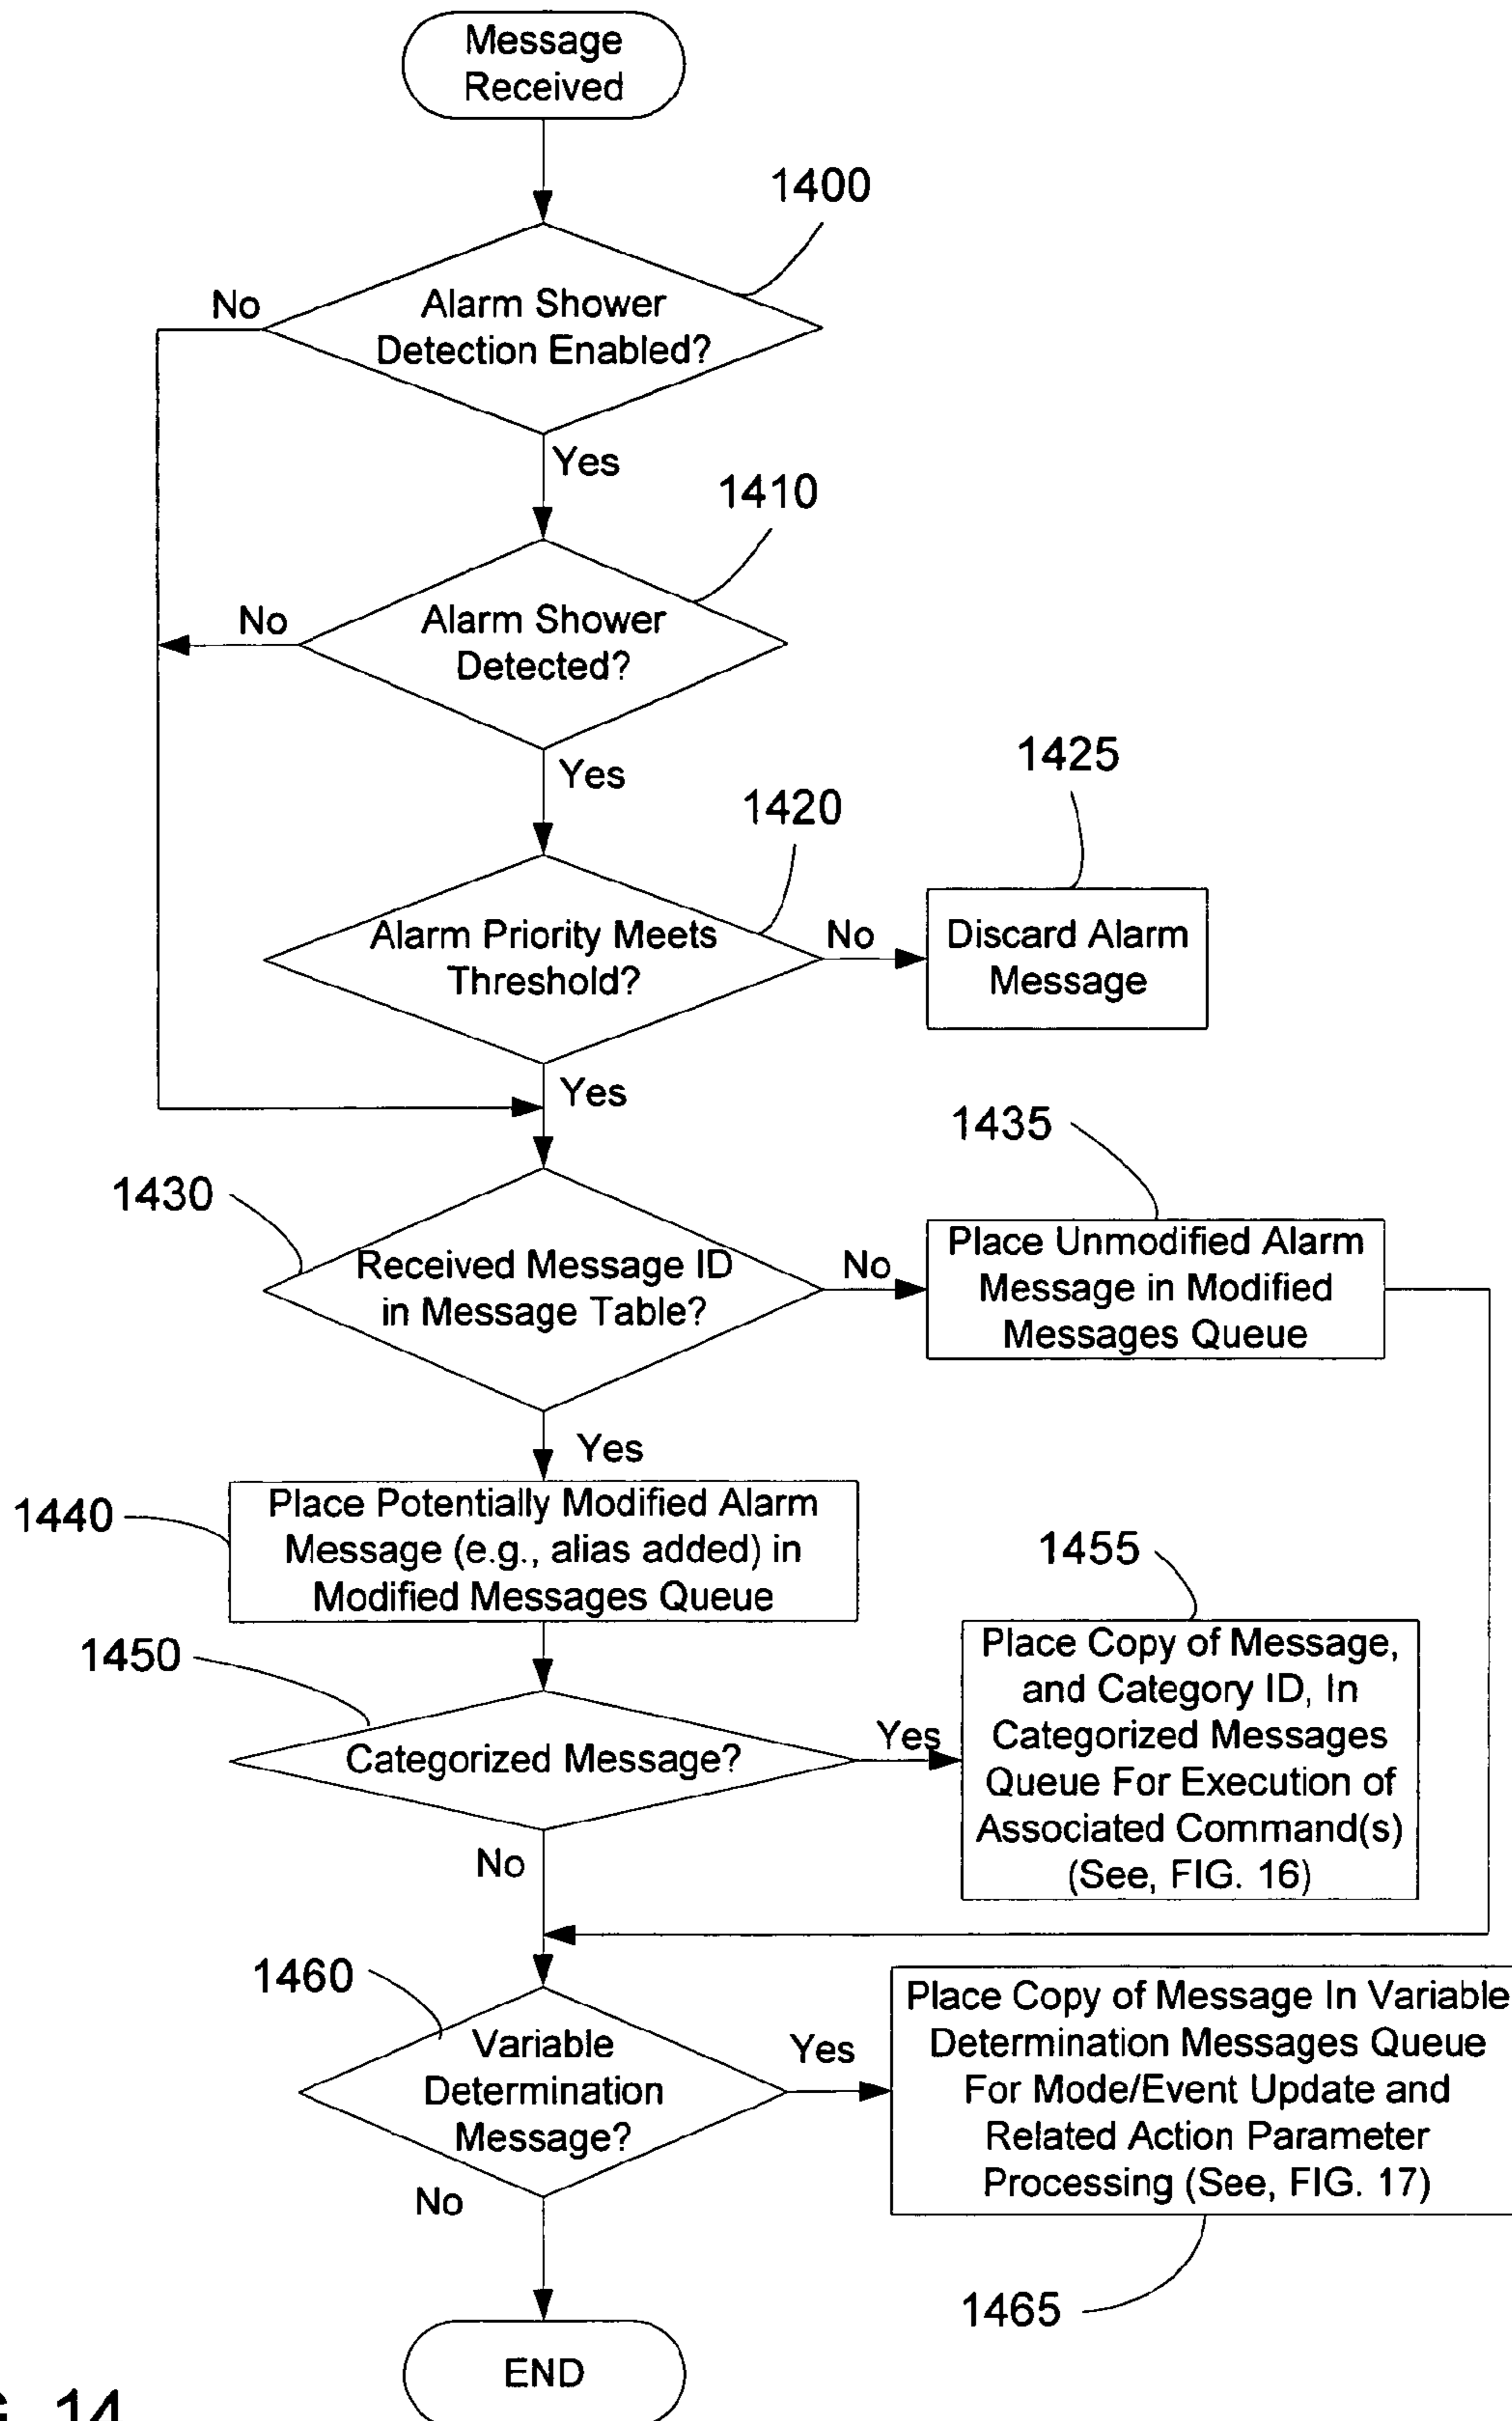 Message
Received
1400
No
Alarm Shower
Detection Enabled?
Yes
1410
No
Alarm Shower
Detected?
Yes
1425
1420
Alarm Priority Meets
Threshold?
No
Discard Alarm
Message
Yes
1435
1430
Received Message ID
in Message Table?
No
Place Unmodified Alarm
Message in Modified
Messages Queue
Yes
1440
Place Potentially Modified Alarm
Message (e.g., alias added) in
Modified Messages Queue
1455
1450
Categorized Message?
Yes
Place Copy of Message,
and Category ID, In
Categorized Messages
Queue For Execution of
Associated Command(s)
(See, FIG. 16)
No
1460
Variable
Determination
Message?
Yes
Place Copy of Message In Variable
Determination Messages Queue
For Mode/Event Update and
Related Action Parameter
Processing (See, FIG. 17)
No
1465
END
14